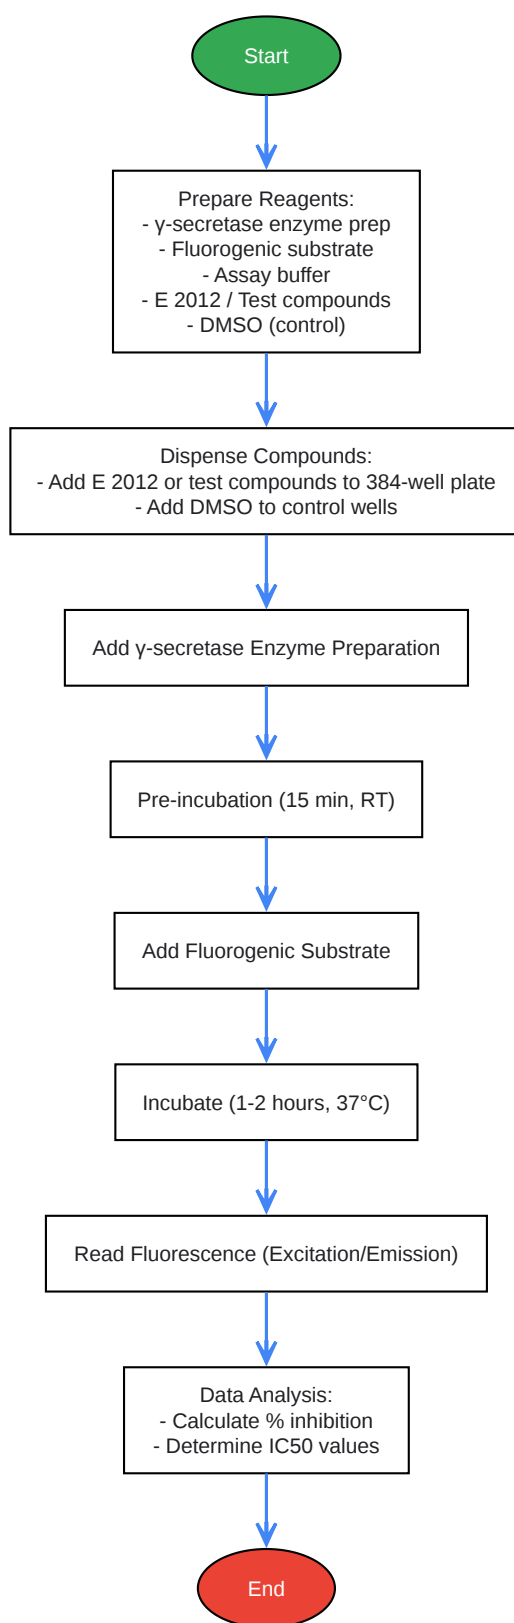 Start
Prepare Reagents:
- γ-secretase enzyme prep
- Fluorogenic substrate
- Assay buffer
- E 2012 / Test compounds
- DMSO (control)
Dispense Compounds:
- Add E 2012 or test compounds to 384-well plate
- Add DMSO to control wells
Add γ-secretase Enzyme Preparation
Pre-incubation (15 min, RT)
Add Fluorogenic Substrate
Incubate (1-2 hours, 37°C)
Read Fluorescence (Excitation/Emission)
Data Analysis:
- Calculate % inhibition
- Determine IC50 values
End